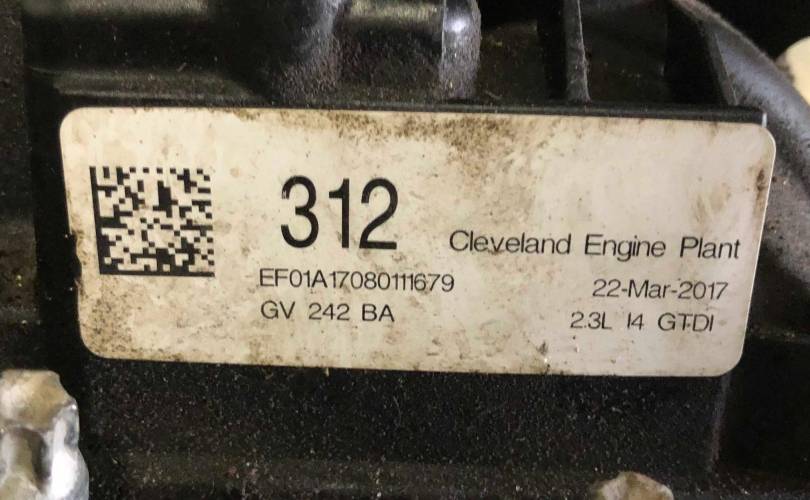 312
Cleveland Engine Plant
EF01A17080111679
22-Mar-2017
GV 242 BA
2.3L I4 GTDI